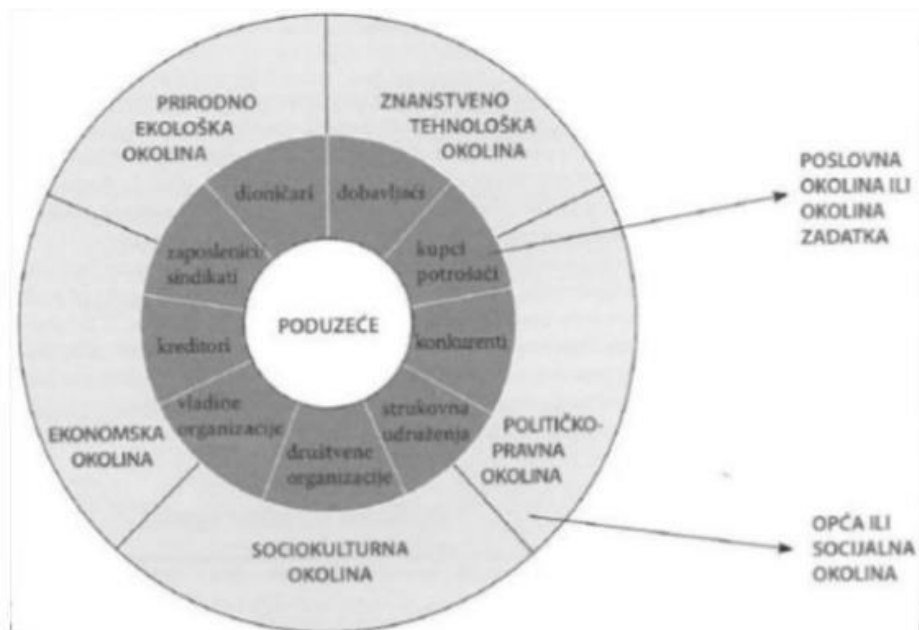 PRIRODNO
EKOLOŠKA
OKOLINA
ZNANSTVENO
TEHNOLOŠKA
OKOLINA
POSLOVNA
OKOLINA ILI
OKOLINA
ZADATKA
dioničari
dobavljači
zaposlenici/
sindikati
kupci
potrošači
PODUZEĆE
kreditori
konkurenti
vladine
organizacije
strukovna
udruženja
društvene
organizacije
EKONOMSKA
OKOLINA
POLITIČKO-
PRAVNA
OKOLINA
SOCIOKULTURNA
OKOLINA
OPĆA ILI
SOCIJALNA
OKOLINA